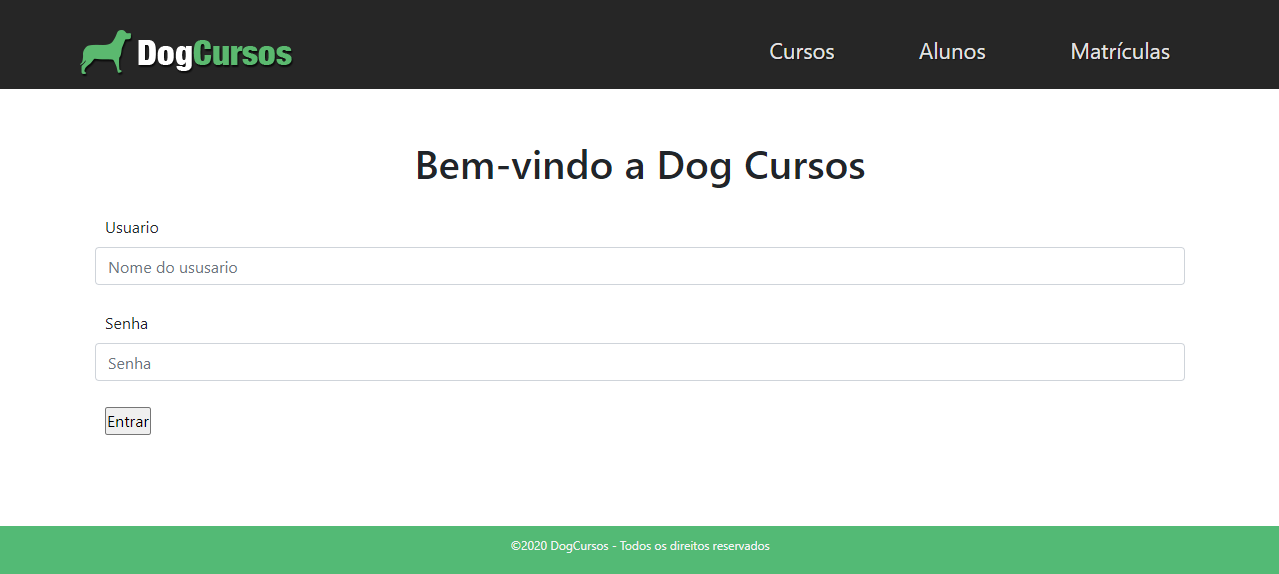 DogCursos
Cursos Alunos Matrículas
Bem-vindo a Dog Cursos
Usuario
Nome do ususario
Senha
Senha
Entrar
©2020 DogCursos - Todos os direitos reservados